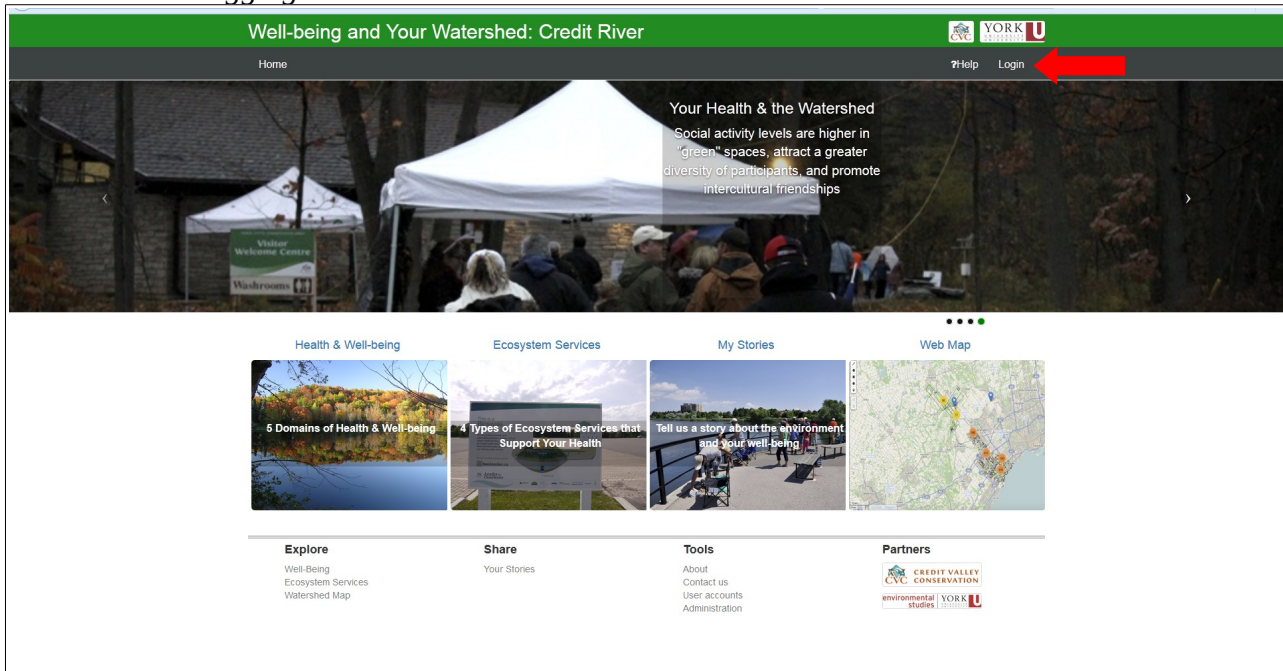 Well-being and Your Watershed: Credit River
CVC
YORK U
Home
?Help
Login
Your Health & the Watershed
Social activity levels are higher in
"green" spaces, attract a greater
diversity of participants, and promote
intercultural friendships
Visitor
Welcome Centre
Washrooms
Health & Well-being
Ecosystem Services
My Stories
Web Map
5 Domains of Health & Well-being
4 Types of Ecosystem Services that
Support Your Health
Tell us a story about the environment
and your well-being
Explore
Share
Tools
Partners
Well-Being
Ecosystem Services
Watershed Map
Your Stories
About
Contact us
User accounts
Administration
CVC
CREDIT VALLEY
CONSERVATION
environmental
studies
YORK U